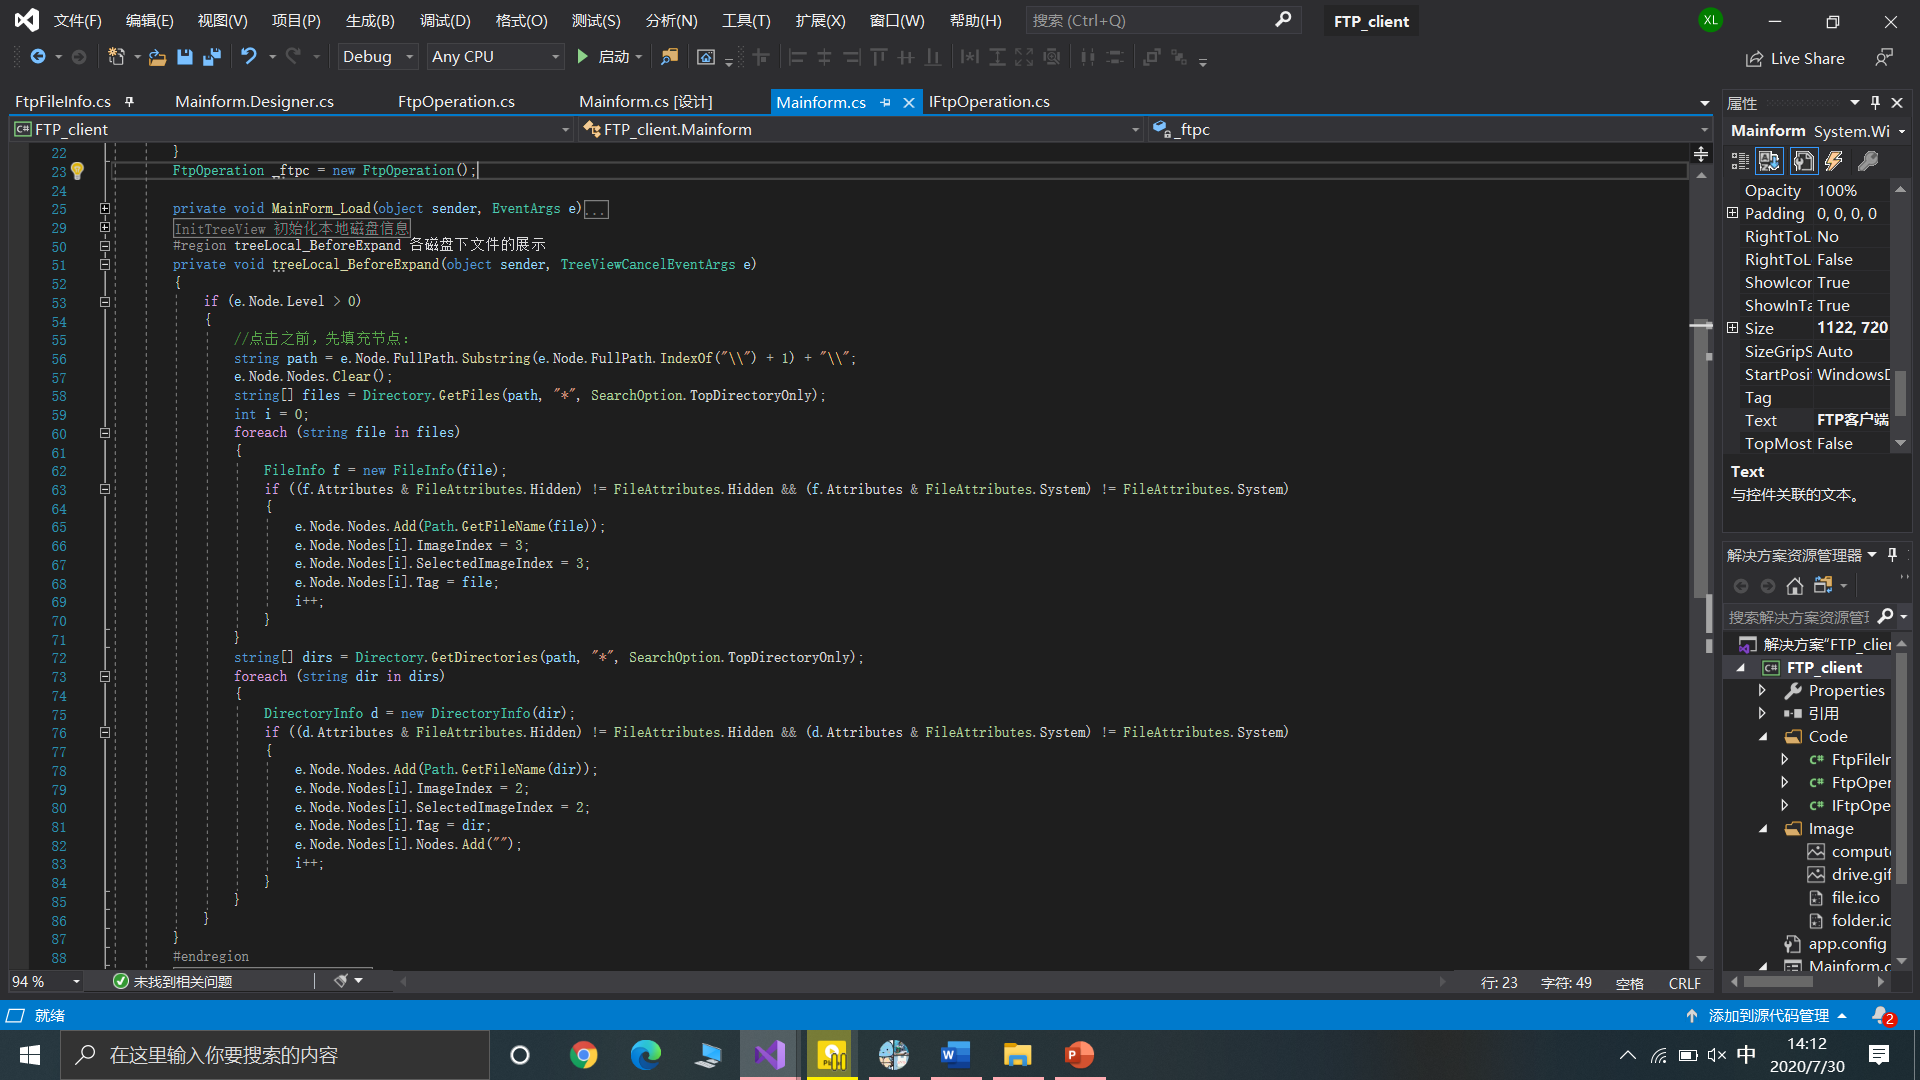 文件(F) 编辑(E) 视图(V) 项目(P) 生成(B) 调试(D) 格式(O) 测试(S) 分析(N) 工具(T) 扩展(X) 窗口(W) 帮助(H) 搜索 (Ctrl+Q) FTP_client XL
Debug Any CPU 启动 Live Share
FtpFileInfo.cs Mainform.Designer.cs FtpOperation.cs Mainform.cs [设计] Mainform.cs IFtpOperation.cs
FTP_client FTP_client.Mainform _ftpc
22 }
23 FtpOperation _ftpc = new FtpOperation();
24
25 private void MainForm_Load(object sender, EventArgs e)...
29 InitTreeView 初始化本地磁盘信息
50 #region treeLocal_BeforeExpand 各磁盘下文件的展示
51 private void treeLocal_BeforeExpand(object sender, TreeViewCancelEventArgs e)
52 {
53 if (e.Node.Level > 0)
54 {
55 //点击之前，先填充节点：
56 string path = e.Node.FullPath.Substring(e.Node.FullPath.IndexOf("\\") + 1) + "\\";
57 e.Node.Nodes.Clear();
58 string[] files = Directory.GetFiles(path, "*", SearchOption.TopDirectoryOnly);
59 int i = 0;
60 foreach (string file in files)
61 {
62 FileInfo f = new FileInfo(file);
63 if ((f.Attributes & FileAttributes.Hidden) != FileAttributes.Hidden && (f.Attributes & FileAttributes.System) != FileAttributes.System)
64 {
65 e.Node.Nodes.Add(Path.GetFileName(file));
66 e.Node.Nodes[i].ImageIndex = 3;
67 e.Node.Nodes[i].SelectedImageIndex = 3;
68 e.Node.Nodes[i].Tag = file;
69 i++;
70 }
71 }
72 string[] dirs = Directory.GetDirectories(path, "*", SearchOption.TopDirectoryOnly);
73 foreach (string dir in dirs)
74 {
75 DirectoryInfo d = new DirectoryInfo(dir);
76 if ((d.Attributes & FileAttributes.Hidden) != FileAttributes.Hidden && (d.Attributes & FileAttributes.System) != FileAttributes.System)
77 {
78 e.Node.Nodes.Add(Path.GetFileName(dir));
79 e.Node.Nodes[i].ImageIndex = 2;
80 e.Node.Nodes[i].SelectedImageIndex = 2;
81 e.Node.Nodes[i].Tag = dir;
82 e.Node.Nodes[i].Nodes.Add("");
83 i++;
84 }
85 }
86 }
87 }
88 #endregion
94 % 未找到相关问题 行: 23 字符: 49 空格 CRLF
属性
Mainform System.Wi
Opacity 100%
Padding 0, 0, 0, 0
RightToL No
RightToL False
ShowIcor True
ShowInTa True
Size 1122, 720
SizeGripS Auto
StartPosi WindowsD
Tag
Text FTP客户端
TopMost False
Text
与控件关联的文本。
解决方案资源管理器
搜索解决方案资源管理
解决方案"FTP_clie
FTP_client
Properties
引用
Code
FtpFileIn
FtpOper
IFtpOpe
Image
compute
drive.gif
file.ico
folder.ic
app.config
Mainform.c
就绪 添加到源代码管理 2
在这里输入你要搜索的内容 中 14:12
2020/7/30